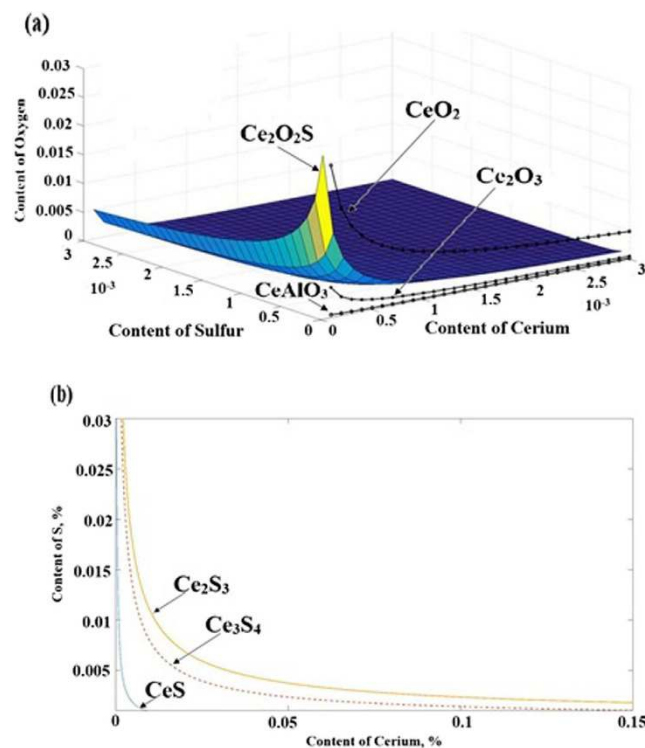 (a)
0.03
0.025
0.02
0.015
0.01
0.005
0
Content of Oxygen
Ce₂O₂S
CeO₂
Ce₂O₃
CeAlO₃
3
2.5
2
1.5
1
0.5
0
10⁻³
Content of Sulfur
0
0.5
1
1.5
2
2.5
3
10⁻³
Content of Cerium
(b)
0.03
0.025
0.02
0.015
0.01
0.005
Content of S, %
Ce₂S₃
Ce₃S₄
CeS
0
0.05
0.1
0.15
Content of Cerium, %